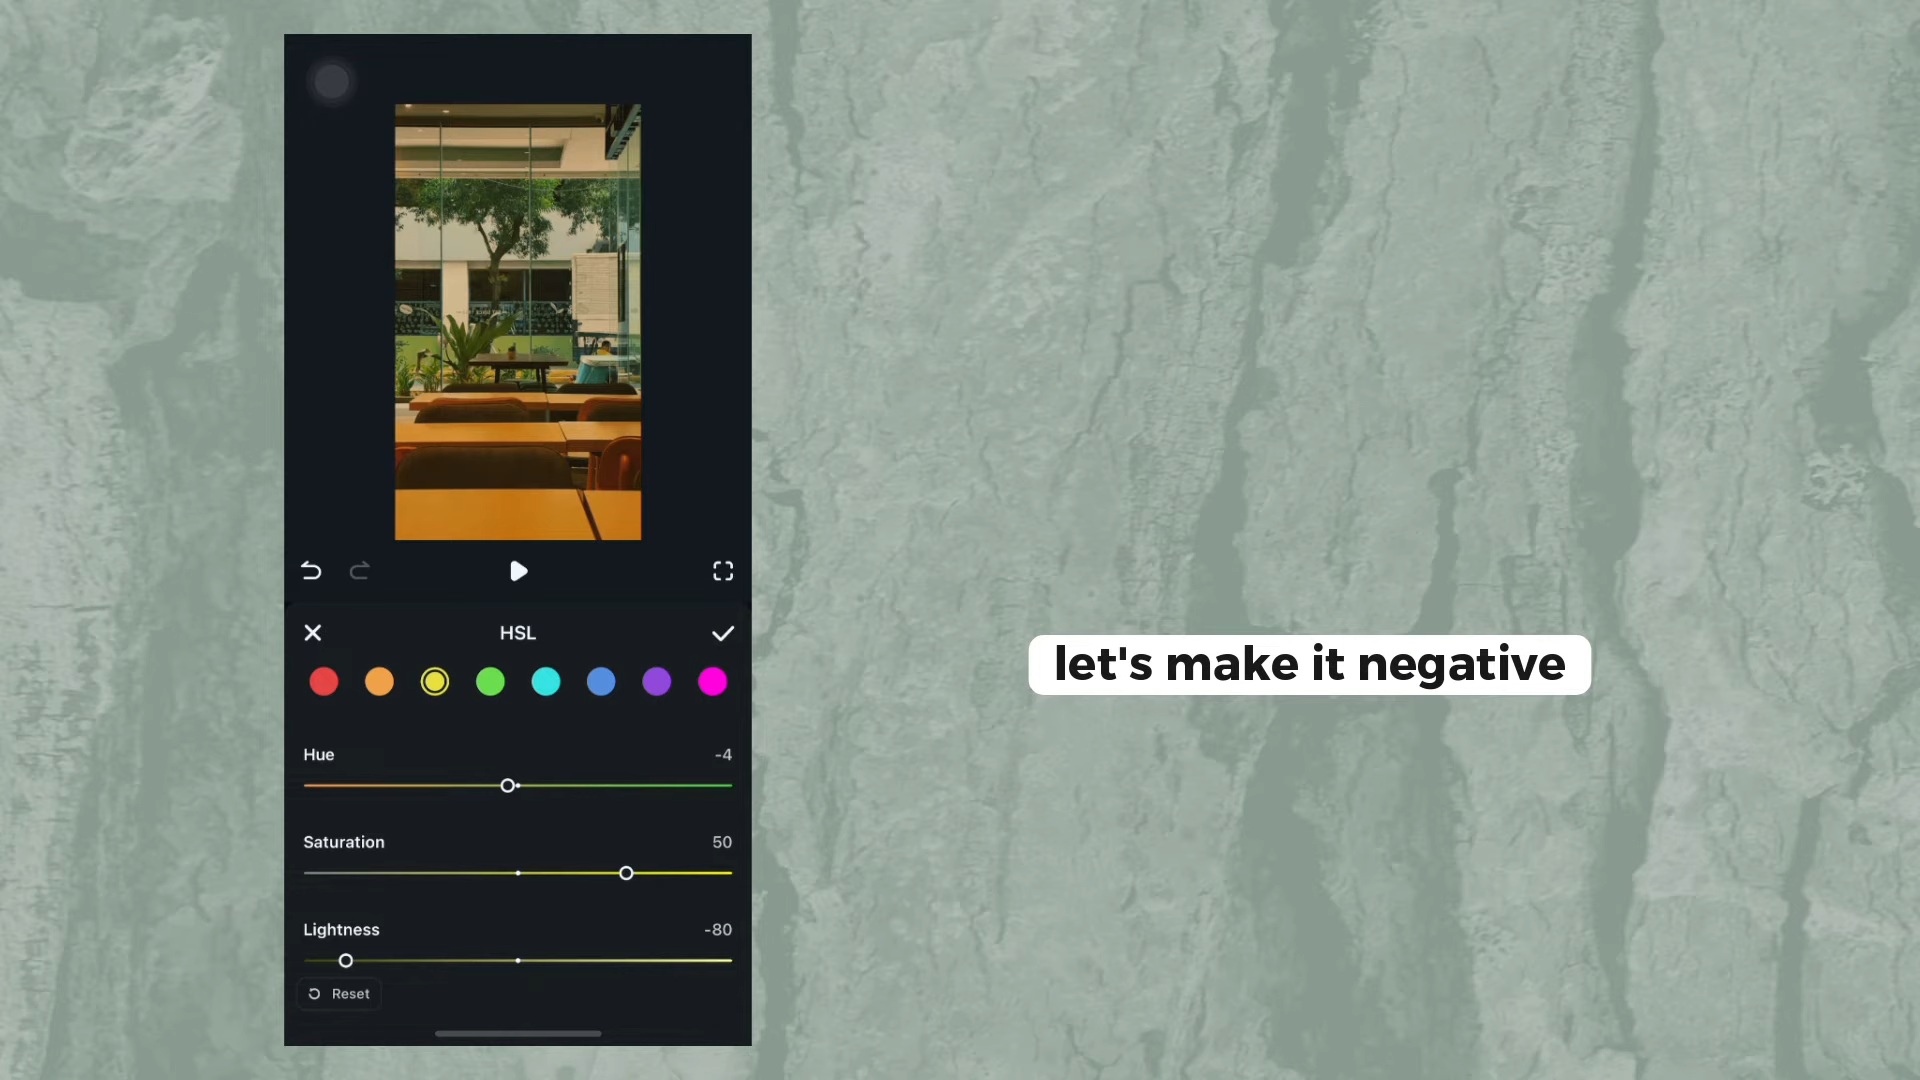 HSL
Hue -4
Saturation 50
Lightness -80
Reset
let's make it negative